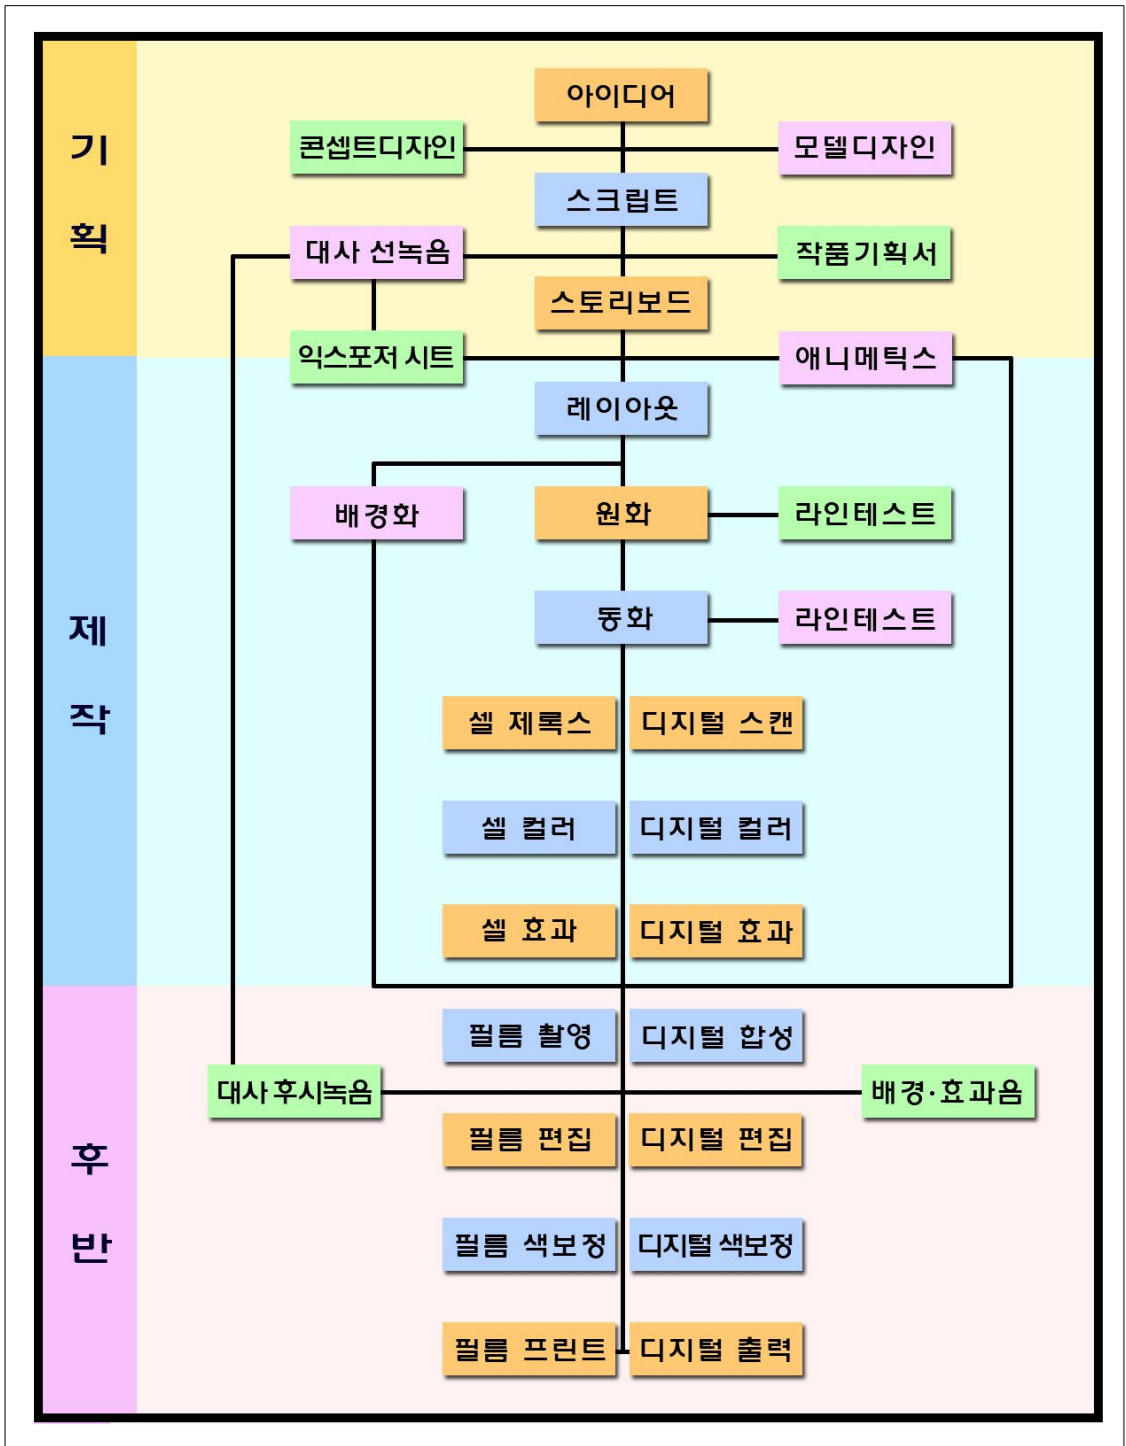 기획
아이디어
콘셉트디자인
모델디자인
스크립트
대사 선녹음
작품기획서
스토리보드
익스포저 시트
애니메틱스
제작
레이아웃
배경화
원화
라인테스트
동화
라인테스트
셀 제록스
디지털 스캔
셀 컬러
디지털 컬러
셀 효과
디지털 효과
후반
필름 촬영
디지털 합성
대사 후시녹음
배경·효과음
필름 편집
디지털 편집
필름 색보정
디지털 색보정
필름 프린트
디지털 출력